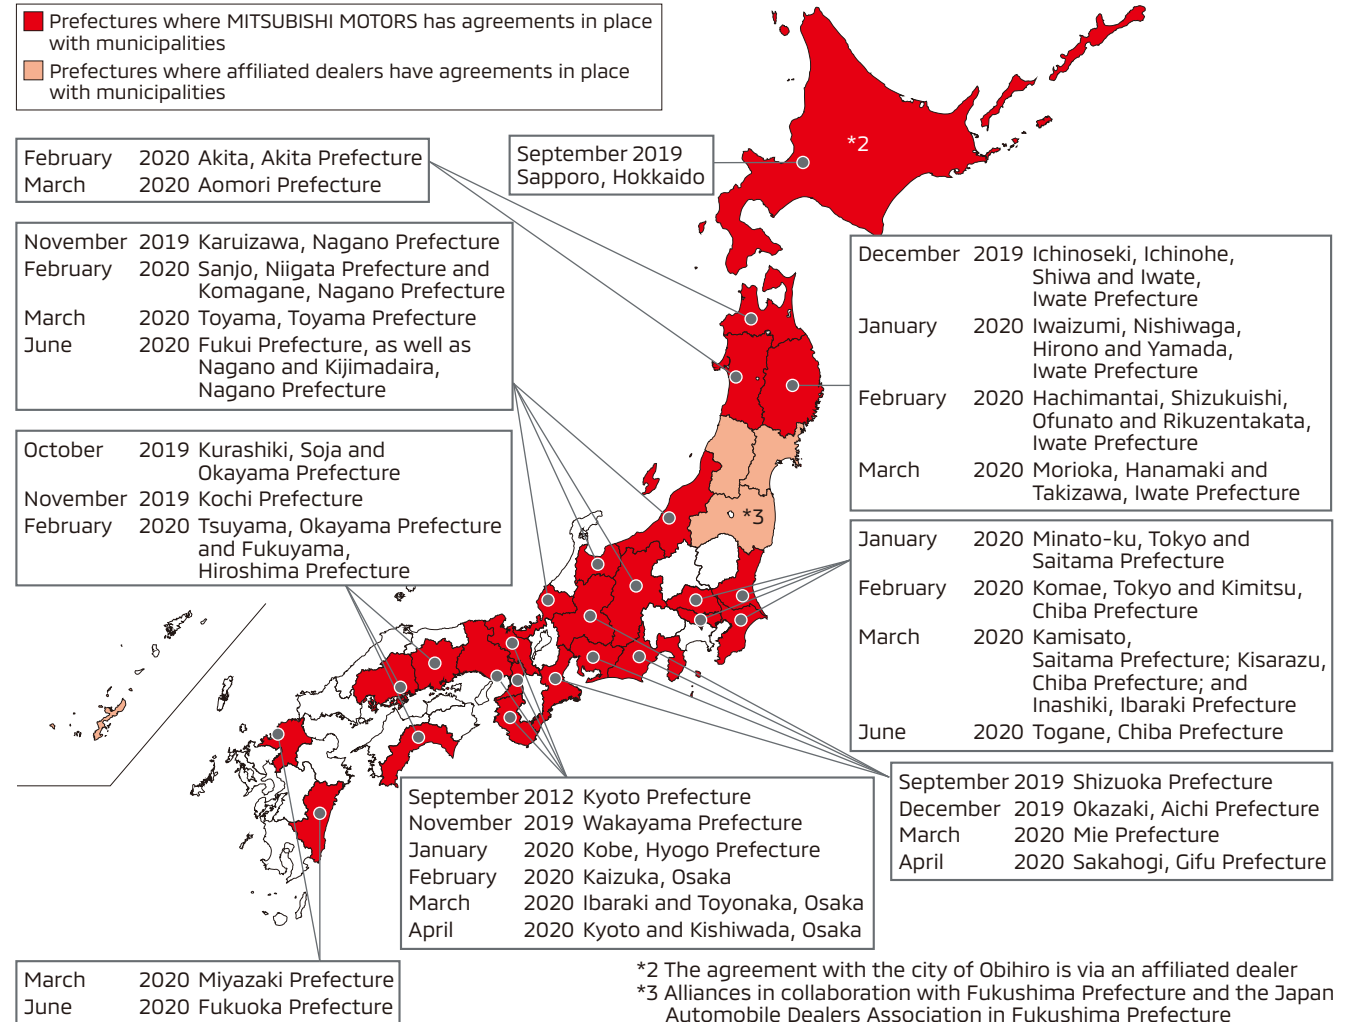 Prefectures where MITSUBISHI MOTORS has agreements in place
with municipalities
Prefectures where affiliated dealers have agreements in place
with municipalities
February 2020 Akita, Akita Prefecture
March 2020 Aomori Prefecture
September 2019
Sapporo, Hokkaido
*2
November 2019 Karuizawa, Nagano Prefecture
February 2020 Sanjo, Niigata Prefecture and
Komagane, Nagano Prefecture
March 2020 Toyama, Toyama Prefecture
June 2020 Fukui Prefecture, as well as
Nagano and Kijimadaira,
Nagano Prefecture
December 2019 Ichinoseki, Ichinohe,
Shiwa and Iwate,
Iwate Prefecture
January 2020 Iwaizumi, Nishiwaga,
Hirono and Yamada,
Iwate Prefecture
February 2020 Hachimantai, Shizukuishi,
Ofunato and Rikuzentakata,
Iwate Prefecture
March 2020 Morioka, Hanamaki and
Takizawa, Iwate Prefecture
October 2019 Kurashiki, Soja and
Okayama Prefecture
November 2019 Kochi Prefecture
February 2020 Tsuyama, Okayama Prefecture
and Fukuyama,
Hiroshima Prefecture
*3
January 2020 Minato-ku, Tokyo and
Saitama Prefecture
February 2020 Komae, Tokyo and Kimitsu,
Chiba Prefecture
March 2020 Kamisato,
Saitama Prefecture; Kisarazu,
Chiba Prefecture; and
Inashiki, Ibaraki Prefecture
June 2020 Togane, Chiba Prefecture
September 2019 Shizuoka Prefecture
December 2019 Okazaki, Aichi Prefecture
March 2020 Mie Prefecture
April 2020 Sakahogi, Gifu Prefecture
September 2012 Kyoto Prefecture
November 2019 Wakayama Prefecture
January 2020 Kobe, Hyogo Prefecture
February 2020 Kaizuka, Osaka
March 2020 Ibaraki and Toyonaka, Osaka
April 2020 Kyoto and Kishiwada, Osaka
March 2020 Miyazaki Prefecture
June 2020 Fukuoka Prefecture
*2 The agreement with the city of Obihiro is via an affiliated dealer
*3 Alliances in collaboration with Fukushima Prefecture and the Japan
Automobile Dealers Association in Fukushima Prefecture